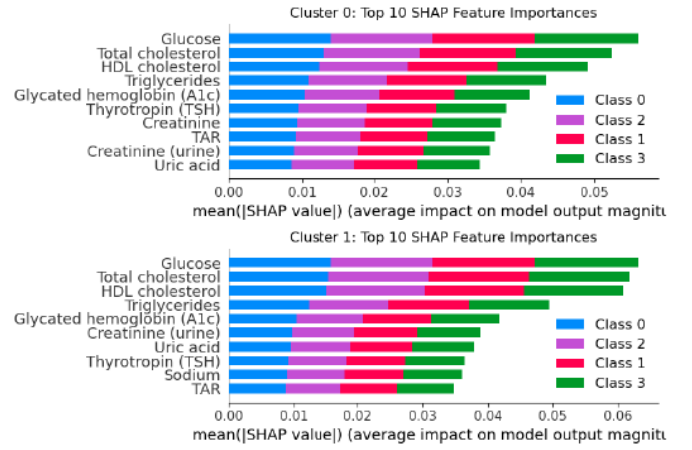 Cluster 0: Top 10 SHAP Feature Importances
Glucose
Total cholesterol
HDL cholesterol
Triglycerides
Glycated hemoglobin (A1c)
Thyrotropin (TSH)
Creatinine
TAR
Creatinine (urine)
Uric acid
Class 0
Class 2
Class 1
Class 3
0.00 0.01 0.02 0.03 0.04 0.05
mean(|SHAP value|) (average impact on model output magnitu
Cluster 1: Top 10 SHAP Feature Importances
Glucose
Total cholesterol
HDL cholesterol
Triglycerides
Glycated hemoglobin (A1c)
Creatinine (urine)
Uric acid
Thyrotropin (TSH)
Sodium
TAR
Class 0
Class 2
Class 1
Class 3
0.00 0.01 0.02 0.03 0.04 0.05 0.06
mean(|SHAP value|) (average impact on model output magnitu